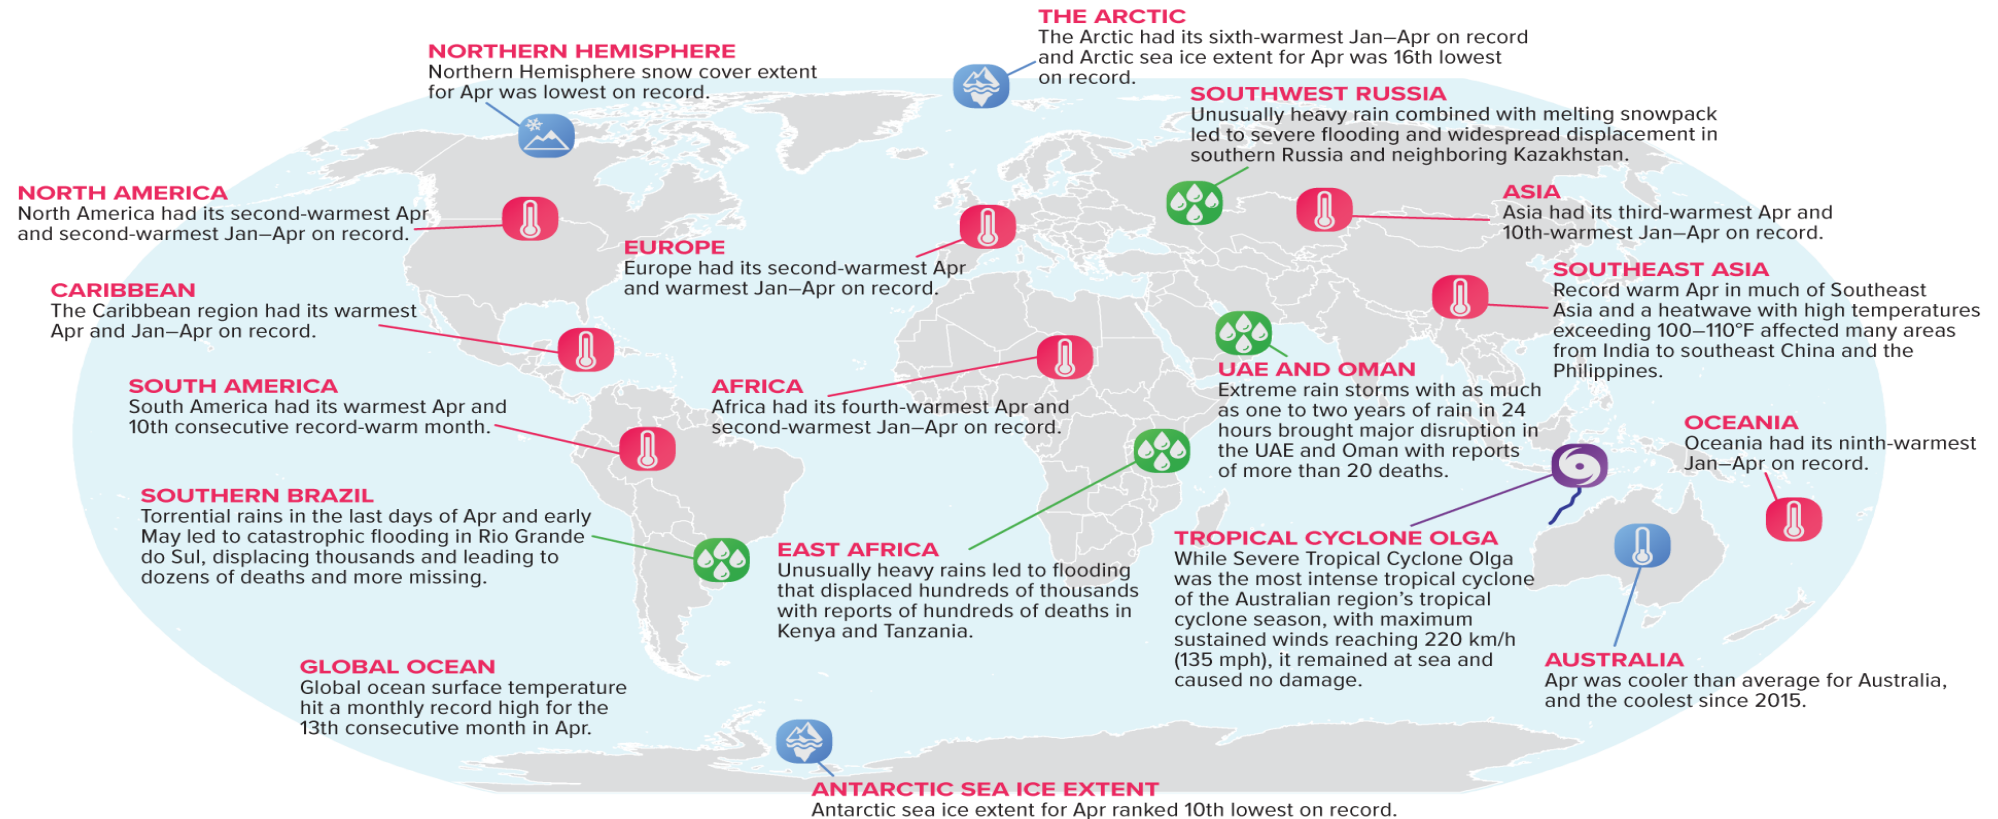 THE ARCTIC
The Arctic had its sixth-warmest Jan–Apr on record
and Arctic sea ice extent for Apr was 16th lowest
on record.
NORTHERN HEMISPHERE
Northern Hemisphere snow cover extent
for Apr was lowest on record.
SOUTHWEST RUSSIA
Unusually heavy rain combined with melting snowpack
led to severe flooding and widespread displacement in
southern Russia and neighboring Kazakhstan.
NORTH AMERICA
North America had its second-warmest Apr
and second-warmest Jan–Apr on record.
ASIA
Asia had its third-warmest Apr and
10th-warmest Jan–Apr on record.
EUROPE
Europe had its second-warmest Apr
and warmest Jan–Apr on record.
SOUTHEAST ASIA
Record warm Apr in much of Southeast
Asia and a heatwave with high temperatures
exceeding 100–110°F affected many areas
from India to southeast China and the
Philippines.
CARIBBEAN
The Caribbean region had its warmest
Apr and Jan–Apr on record.
UAE AND OMAN
Extreme rain storms with as much
as one to two years of rain in 24
hours brought major disruption in
the UAE and Oman with reports
of more than 20 deaths.
SOUTH AMERICA
South America had its warmest Apr and
10th consecutive record-warm month.
AFRICA
Africa had its fourth-warmest Apr and
second-warmest Jan–Apr on record.
OCEANIA
Oceania had its ninth-warmest
Jan–Apr on record.
SOUTHERN BRAZIL
Torrential rains in the last days of Apr and early
May led to catastrophic flooding in Rio Grande
do Sul, displacing thousands and leading to
dozens of deaths and more missing.
EAST AFRICA
Unusually heavy rains led to flooding
that displaced hundreds of thousands
with reports of hundreds of deaths in
Kenya and Tanzania.
TROPICAL CYCLONE OLGA
While Severe Tropical Cyclone Olga
was the most intense tropical cyclone
of the Australian region's tropical
cyclone season, with maximum
sustained winds reaching 220 km/h
(135 mph), it remained at sea and
caused no damage.
AUSTRALIA
Apr was cooler than average for Australia,
and the coolest since 2015.
GLOBAL OCEAN
Global ocean surface temperature
hit a monthly record high for the
13th consecutive month in Apr.
ANTARCTIC SEA ICE EXTENT
Antarctic sea ice extent for Apr ranked 10th lowest on record.